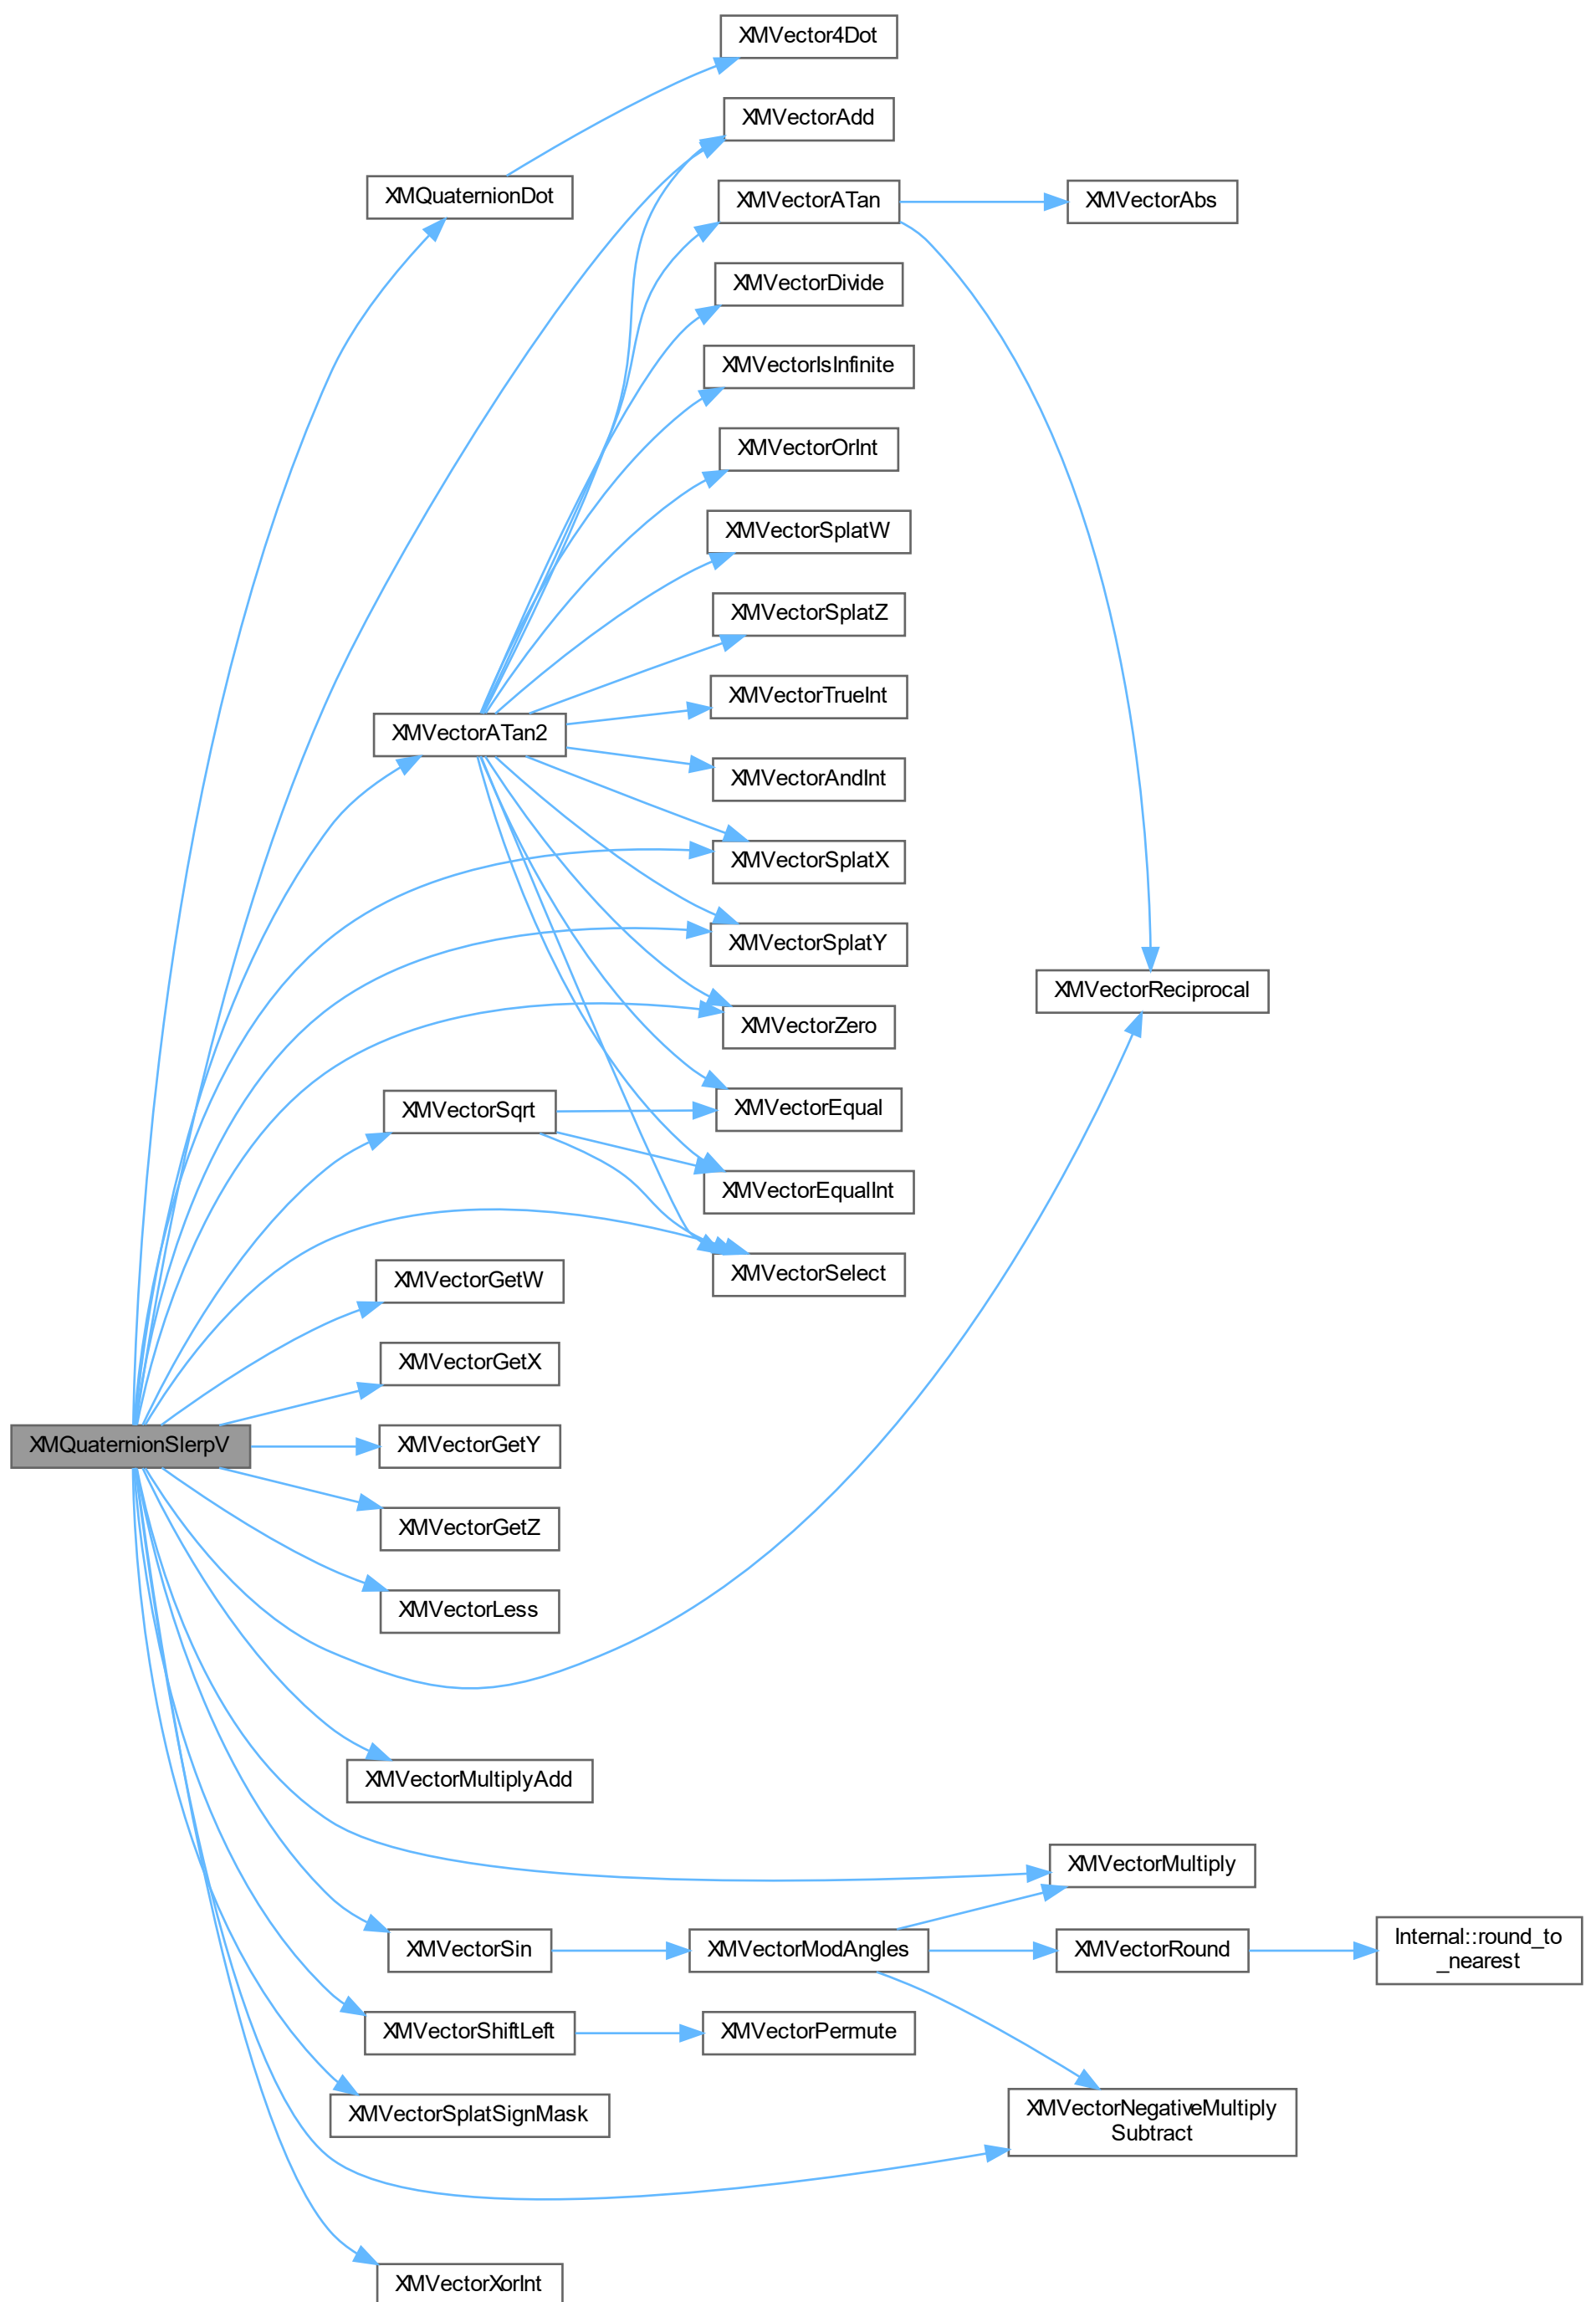 XMVector4Dot
XMVectorAdd
XMQuaternionDot
XMVectorATan
XMVectorAbs
XMVectorDivide
XMVectorIsInfinite
XMVectorOrInt
XMVectorSplatW
XMVectorSplatZ
XMVectorTrueInt
XMVectorATan2
XMVectorAndInt
XMVectorSplatX
XMVectorSplatY
XMVectorReciprocal
XMVectorZero
XMVectorSqrt
XMVectorEqual
XMVectorEqualInt
XMVectorSelect
XMVectorGetW
XMVectorGetX
XMQuaternionSlerpV
XMVectorGetY
XMVectorGetZ
XMVectorLess
XMVectorMultiplyAdd
XMVectorMultiply
XMVectorSin
XMVectorModAngles
XMVectorRound
Internal::round_to
_nearest
XMVectorShiftLeft
XMVectorPermute
XMVectorSplatSignMask
XMVectorNegativeMultiply
Subtract
XMVectorXorInt